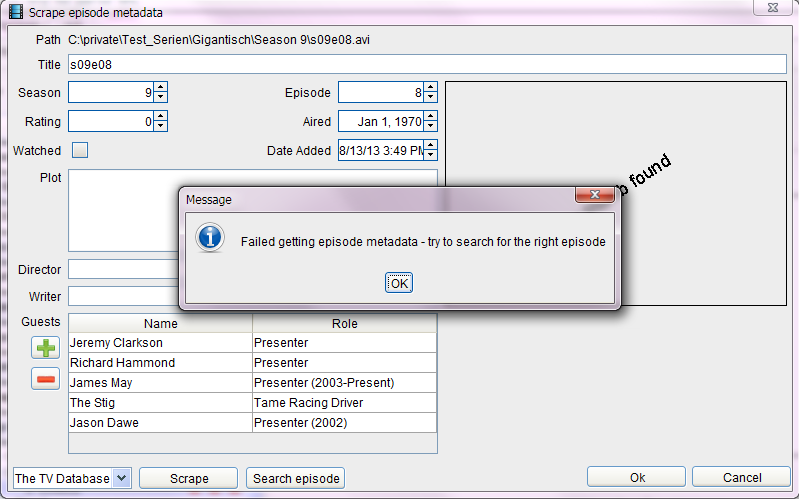 Scrape episode metadata
Path C:\private\Test_Serien\Gigantisch\Season 9\s09e08.avi
Title s09e08
Season 9 Episode 8
Rating 0 Aired Jan 1, 1970
Watched Date Added 8/13/13 3:49 PM
Plot
found
Message
Failed getting episode metadata - try to search for the right episode
OK
Director
Writer
Guests Name Role
Jeremy Clarkson Presenter
Richard Hammond Presenter
James May Presenter (2003-Present)
The Stig Tame Racing Driver
Jason Dawe Presenter (2002)
The TV Database Scrape Search episode Ok Cancel